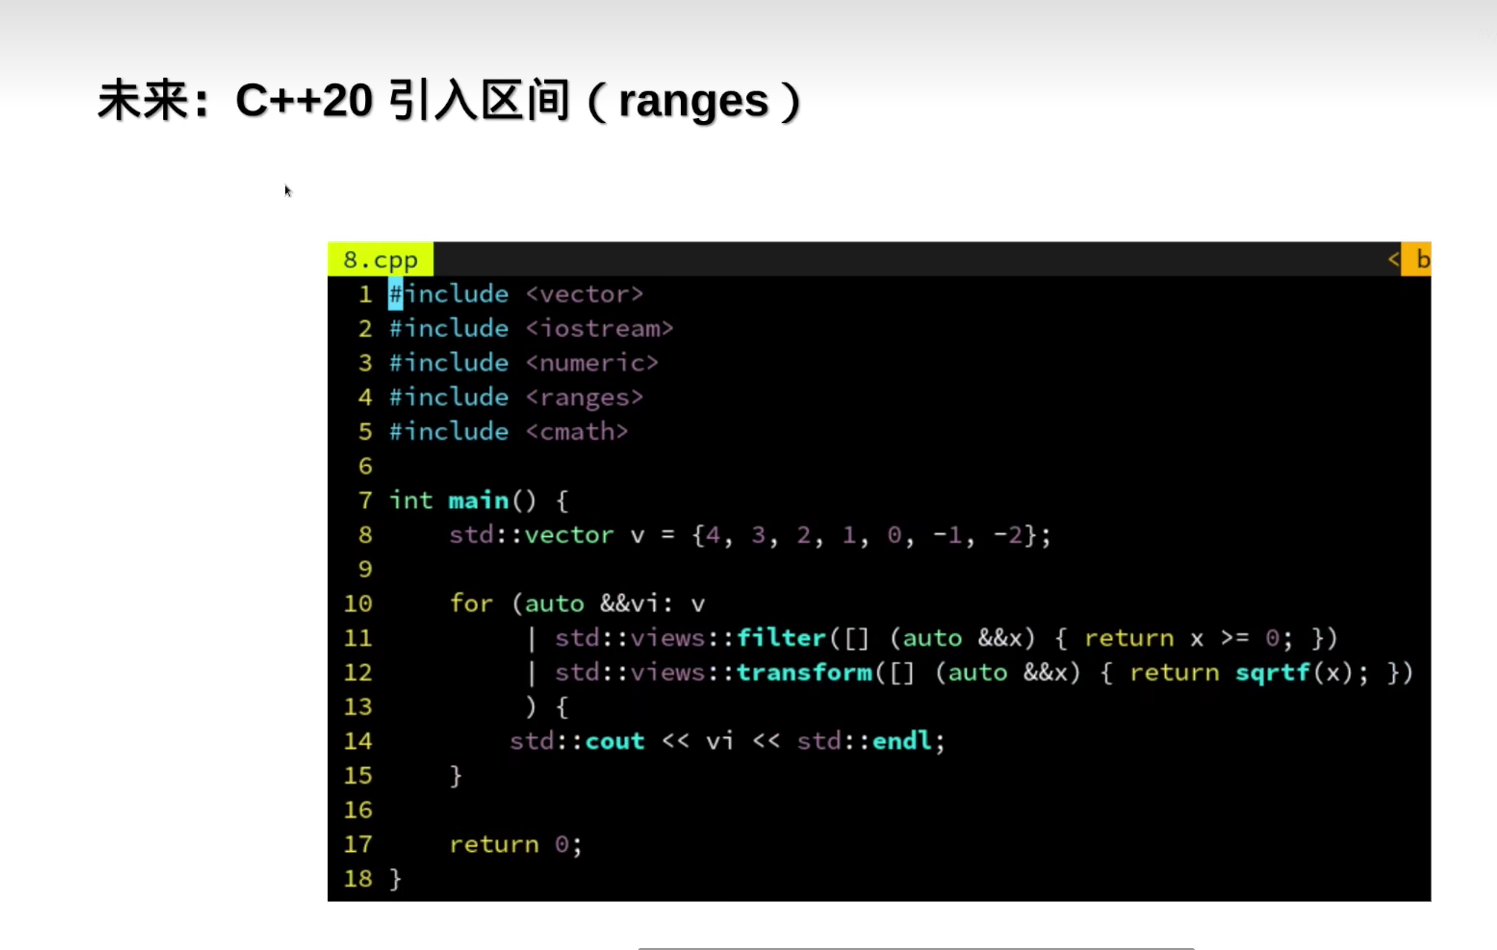 未来：C++20 引入区间（ranges）
8.cpp < b
1 #include <vector>
2 #include <iostream>
3 #include <numeric>
4 #include <ranges>
5 #include <cmath>
6
7 int main() {
8     std::vector v = {4, 3, 2, 1, 0, -1, -2};
9
10     for (auto &&vi: v
11          | std::views::filter([] (auto &&x) { return x >= 0; })
12          | std::views::transform([] (auto &&x) { return sqrtf(x); })
13          ) {
14         std::cout << vi << std::endl;
15     }
16
17     return 0;
18 }